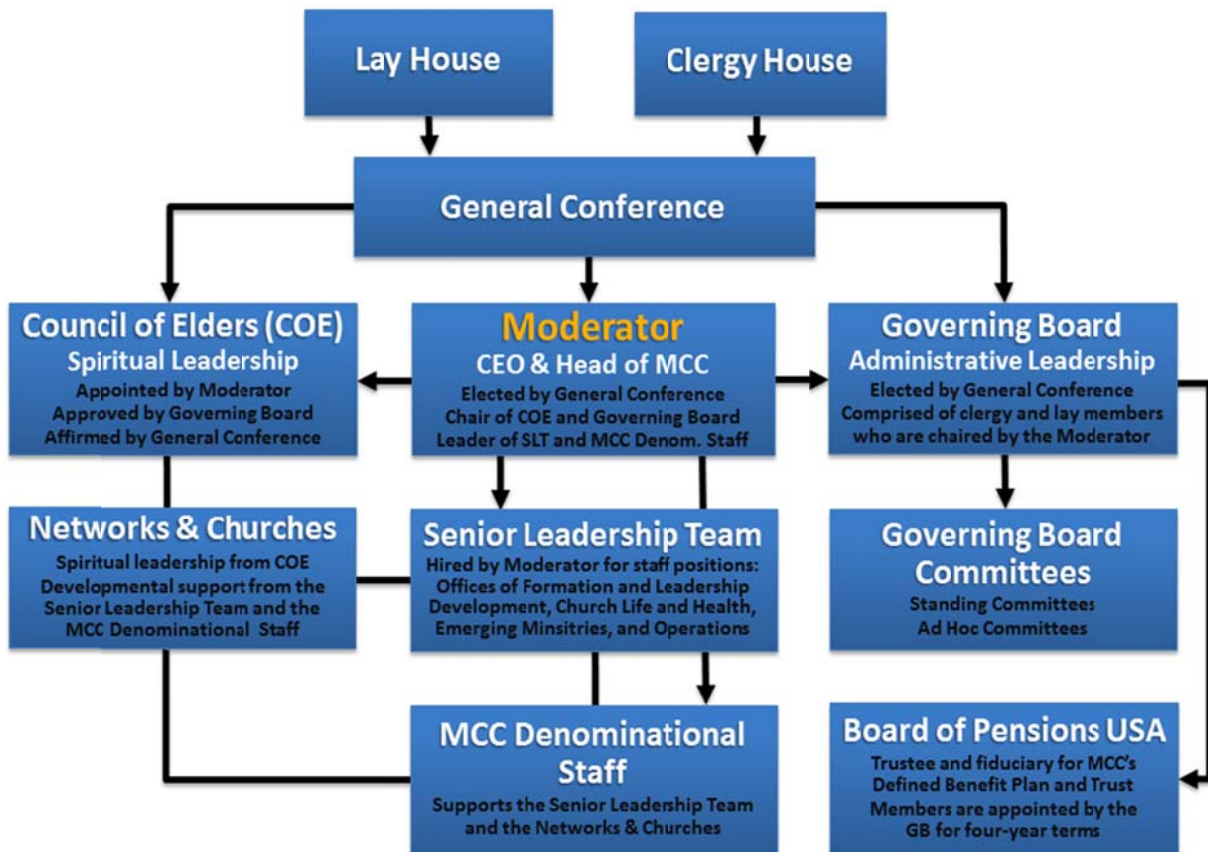 Lay House
Clergy House
General Conference
Council of Elders (COE)
Spiritual Leadership
Appointed by Moderator
Approved by Governing Board
Affirmed by General Conference
Moderator
CEO & Head of MCC
Elected by General Conference
Chair of COE and Governing Board
Leader of SLT and MCC Denom. Staff
Governing Board
Administrative Leadership
Elected by General Conference
Comprised of clergy and lay members
who are chaired by the Moderator
Networks & Churches
Spiritual leadership from COE
Developmental support from the
Senior Leadership Team and the
MCC Denominational Staff
Senior Leadership Team
Hired by Moderator for staff positions:
Offices of Formation and Leadership
Development, Church Life and Health,
Emerging Minsitries, and Operations
Governing Board
Committees
Standing Committees
Ad Hoc Committees
MCC Denominational
Staff
Supports the Senior Leadership Team
and the Networks & Churches
Board of Pensions USA
Trustee and fiduciary for MCC's
Defined Benefit Plan and Trust
Members are appointed by the
GB for four-year terms